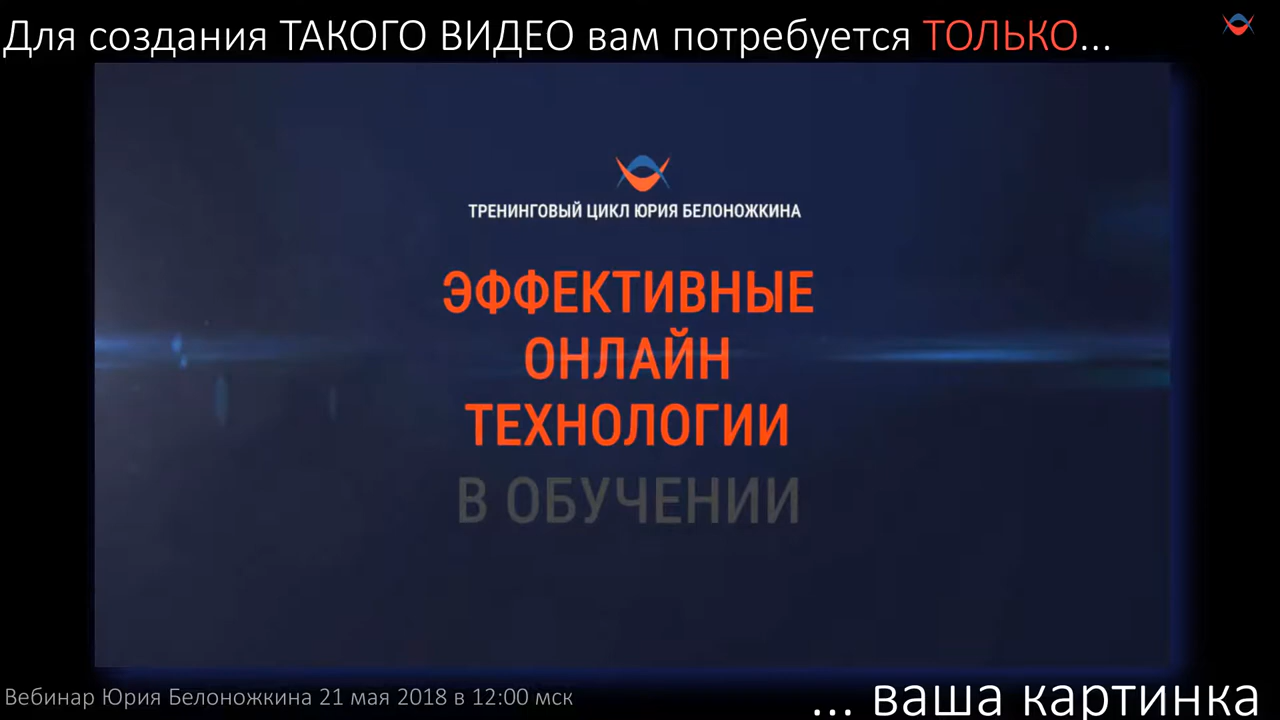 Для создания ТАКОГО ВИДЕО вам потребуется ТОЛЬКО...
ТРЕНИНГОВЫЙ ЦИКЛ ЮРИЯ БЕЛОНОЖКИНА
ЭФФЕКТИВНЫЕ
ОНЛАЙН
ТЕХНОЛОГИИ
В ОБУЧЕНИИ
Вебинар Юрия Белоножкина 21 мая 2018 в 12:00 мск
... ваша картинка